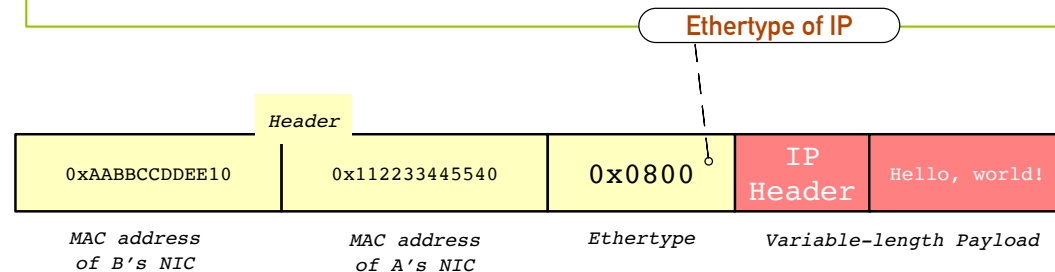 Ethertype of IP
Header
0xAABBCCDDEE10 0x112233445540 0x0800 IP Header Hello, world!
MAC address of B's NIC MAC address of A's NIC Ethertype Variable-length Payload